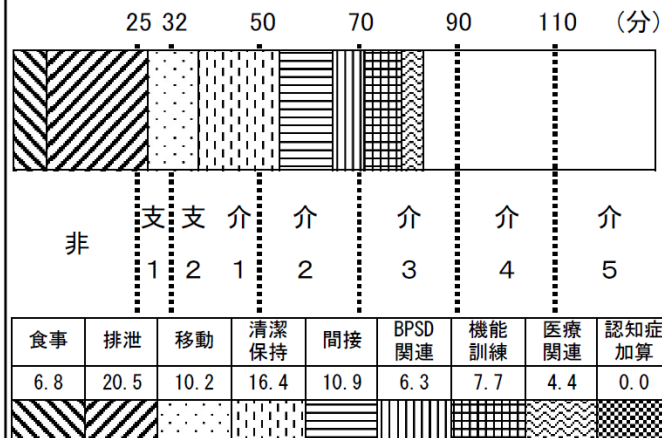 25 32 50 70 90 110 (分)
非 支1 支2 介1 介2 介3 介4 介5
食事 排泄 移動 清潔保持 間接 BPSD関連 機能訓練 医療関連 認知症加算
6.8 20.5 10.2 16.4 10.9 6.3 7.7 4.4 0.0